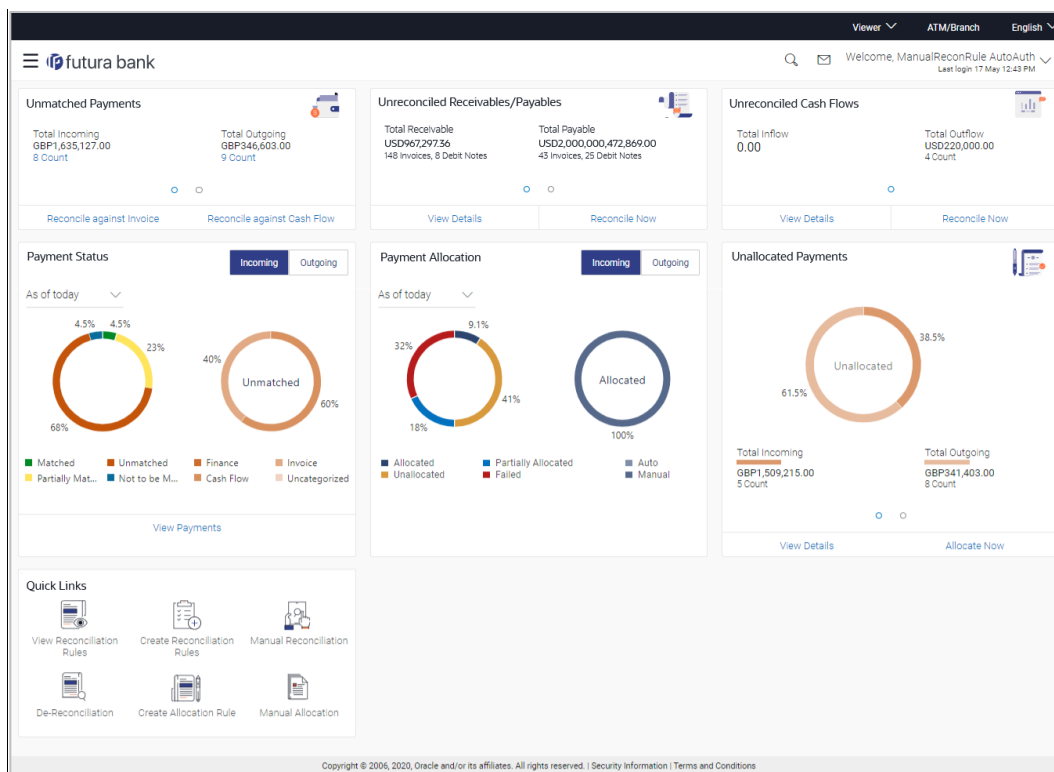 Viewer ATM/Branch English
futura bank
Welcome, ManualReconRule AutoAuth
Last login 17 May 12:43 PM
Unmatched Payments
Total Incoming Total Outgoing
GBP1,635,127.00 GBP346,603.00
8 Count 9 Count
Reconcile against Invoice Reconcile against Cash Flow
Unreconciled Receivables/Payables
Total Receivable Total Payable
USD967,297.36 USD2,000,000,472,869.00
148 Invoices, 8 Debit Notes 43 Invoices, 25 Debit Notes
View Details Reconcile Now
Unreconciled Cash Flows
Total Inflow Total Outflow
0.00 USD220,000.00
4 Count
View Details Reconcile Now
Payment Status Incoming Outgoing
As of today
4.5% 4.5%
23%
68%
40%
Unmatched
60%
Matched Unmatched Finance Invoice
Partially Mat... Not to be M... Cash Flow Uncategorized
View Payments
Payment Allocation Incoming Outgoing
As of today
9.1%
32%
41%
18%
Allocated
100%
Allocated Partially Allocated Auto
Unallocated Failed Manual
Unallocated Payments
38.5%
Unallocated
61.5%
Total Incoming Total Outgoing
GBP1,509,215.00 GBP341,403.00
5 Count 8 Count
View Details Allocate Now
Quick Links
View Reconciliation Rules
Create Reconciliation Rules
Manual Reconciliation
De-Reconciliation Create Allocation Rule Manual Allocation
Copyright © 2006, 2020, Oracle and/or its affiliates. All rights reserved. | Security Information | Terms and Conditions